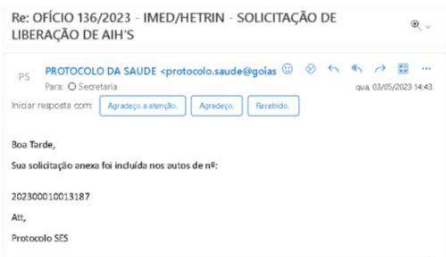 Re: OFÍCIO 136/2023 - IMED/HETRIN - SOLICITAÇÃO DE
LIBERAÇÃO DE AIH'S
PS
PROTOCOLO DA SAUDE <protocolo.saude@goias
Para: Secretaria
qua, 03/05/2023 14:43
Iniciar resposta com:
Agradeço a atenção.
Agradeço.
Recebido.
Boa Tarde,
Sua solicitação anexa foi incluída nos autos de nº:
202300010013187
Att,
Protocolo SES